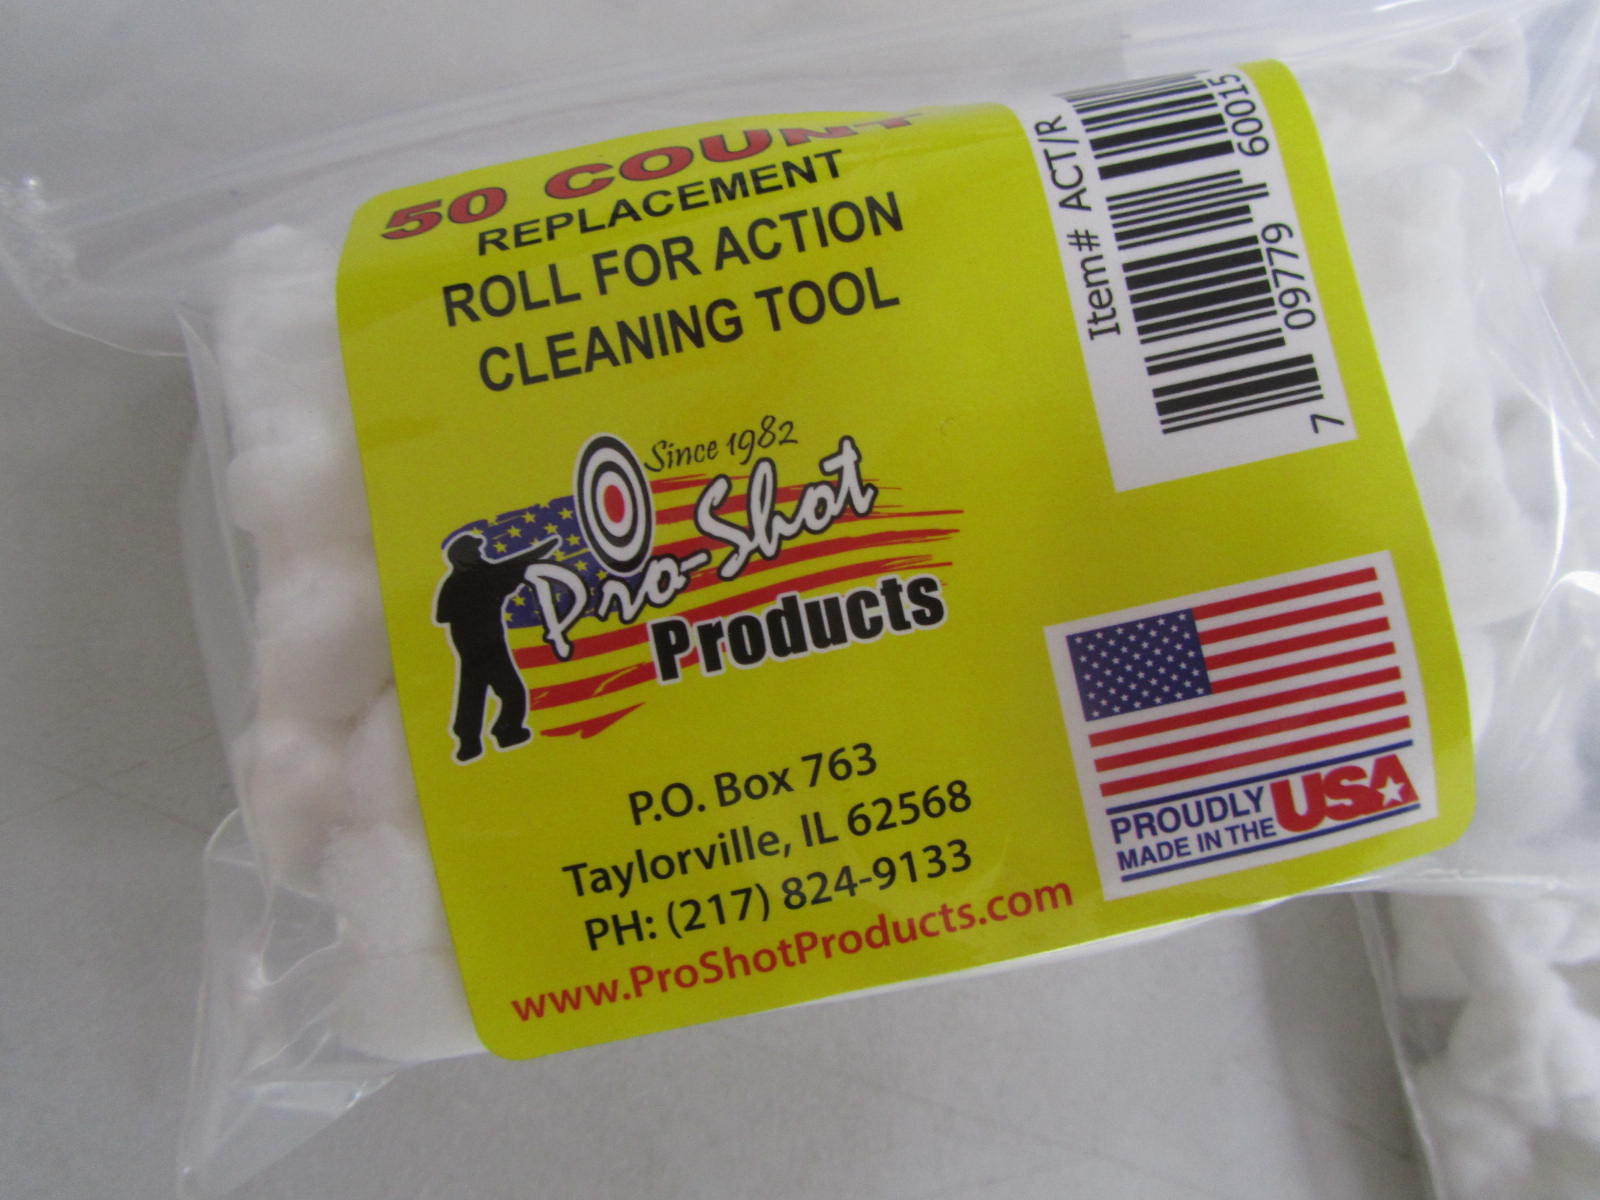 50 COUNT
REPLACEMENT
ROLL FOR ACTION
CLEANING TOOL
Since 1982
Pro-Shot
Products
P.O. Box 763
Taylorville, IL 62568
PH: (217) 824-9133
www.ProShotProducts.com
Item# ACT/R
7 09779 60015
PROUDLY
MADE IN THE
USA